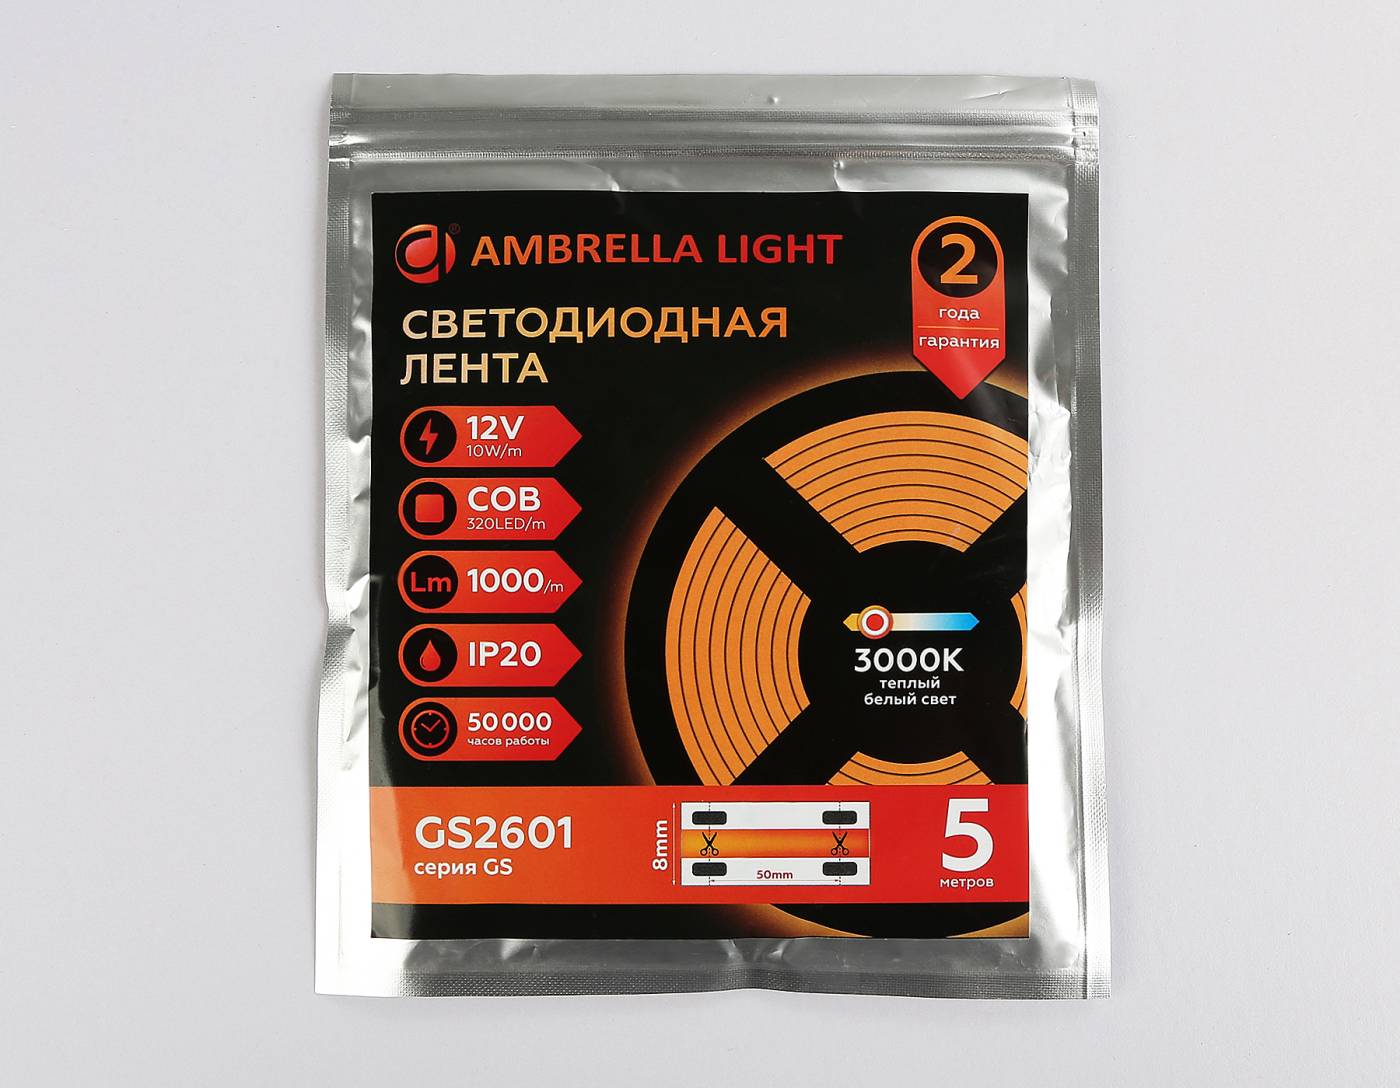 AMBRELLA LIGHT
®
2
года
гарантия
СВЕТОДИОДНАЯ
ЛЕНТА
12V
10W/m
COB
320LED/m
Lm 1000/m
IP20
50 000
часов работы
3000K
теплый
белый свет
GS2601
серия GS
8mm
50mm
5
метров